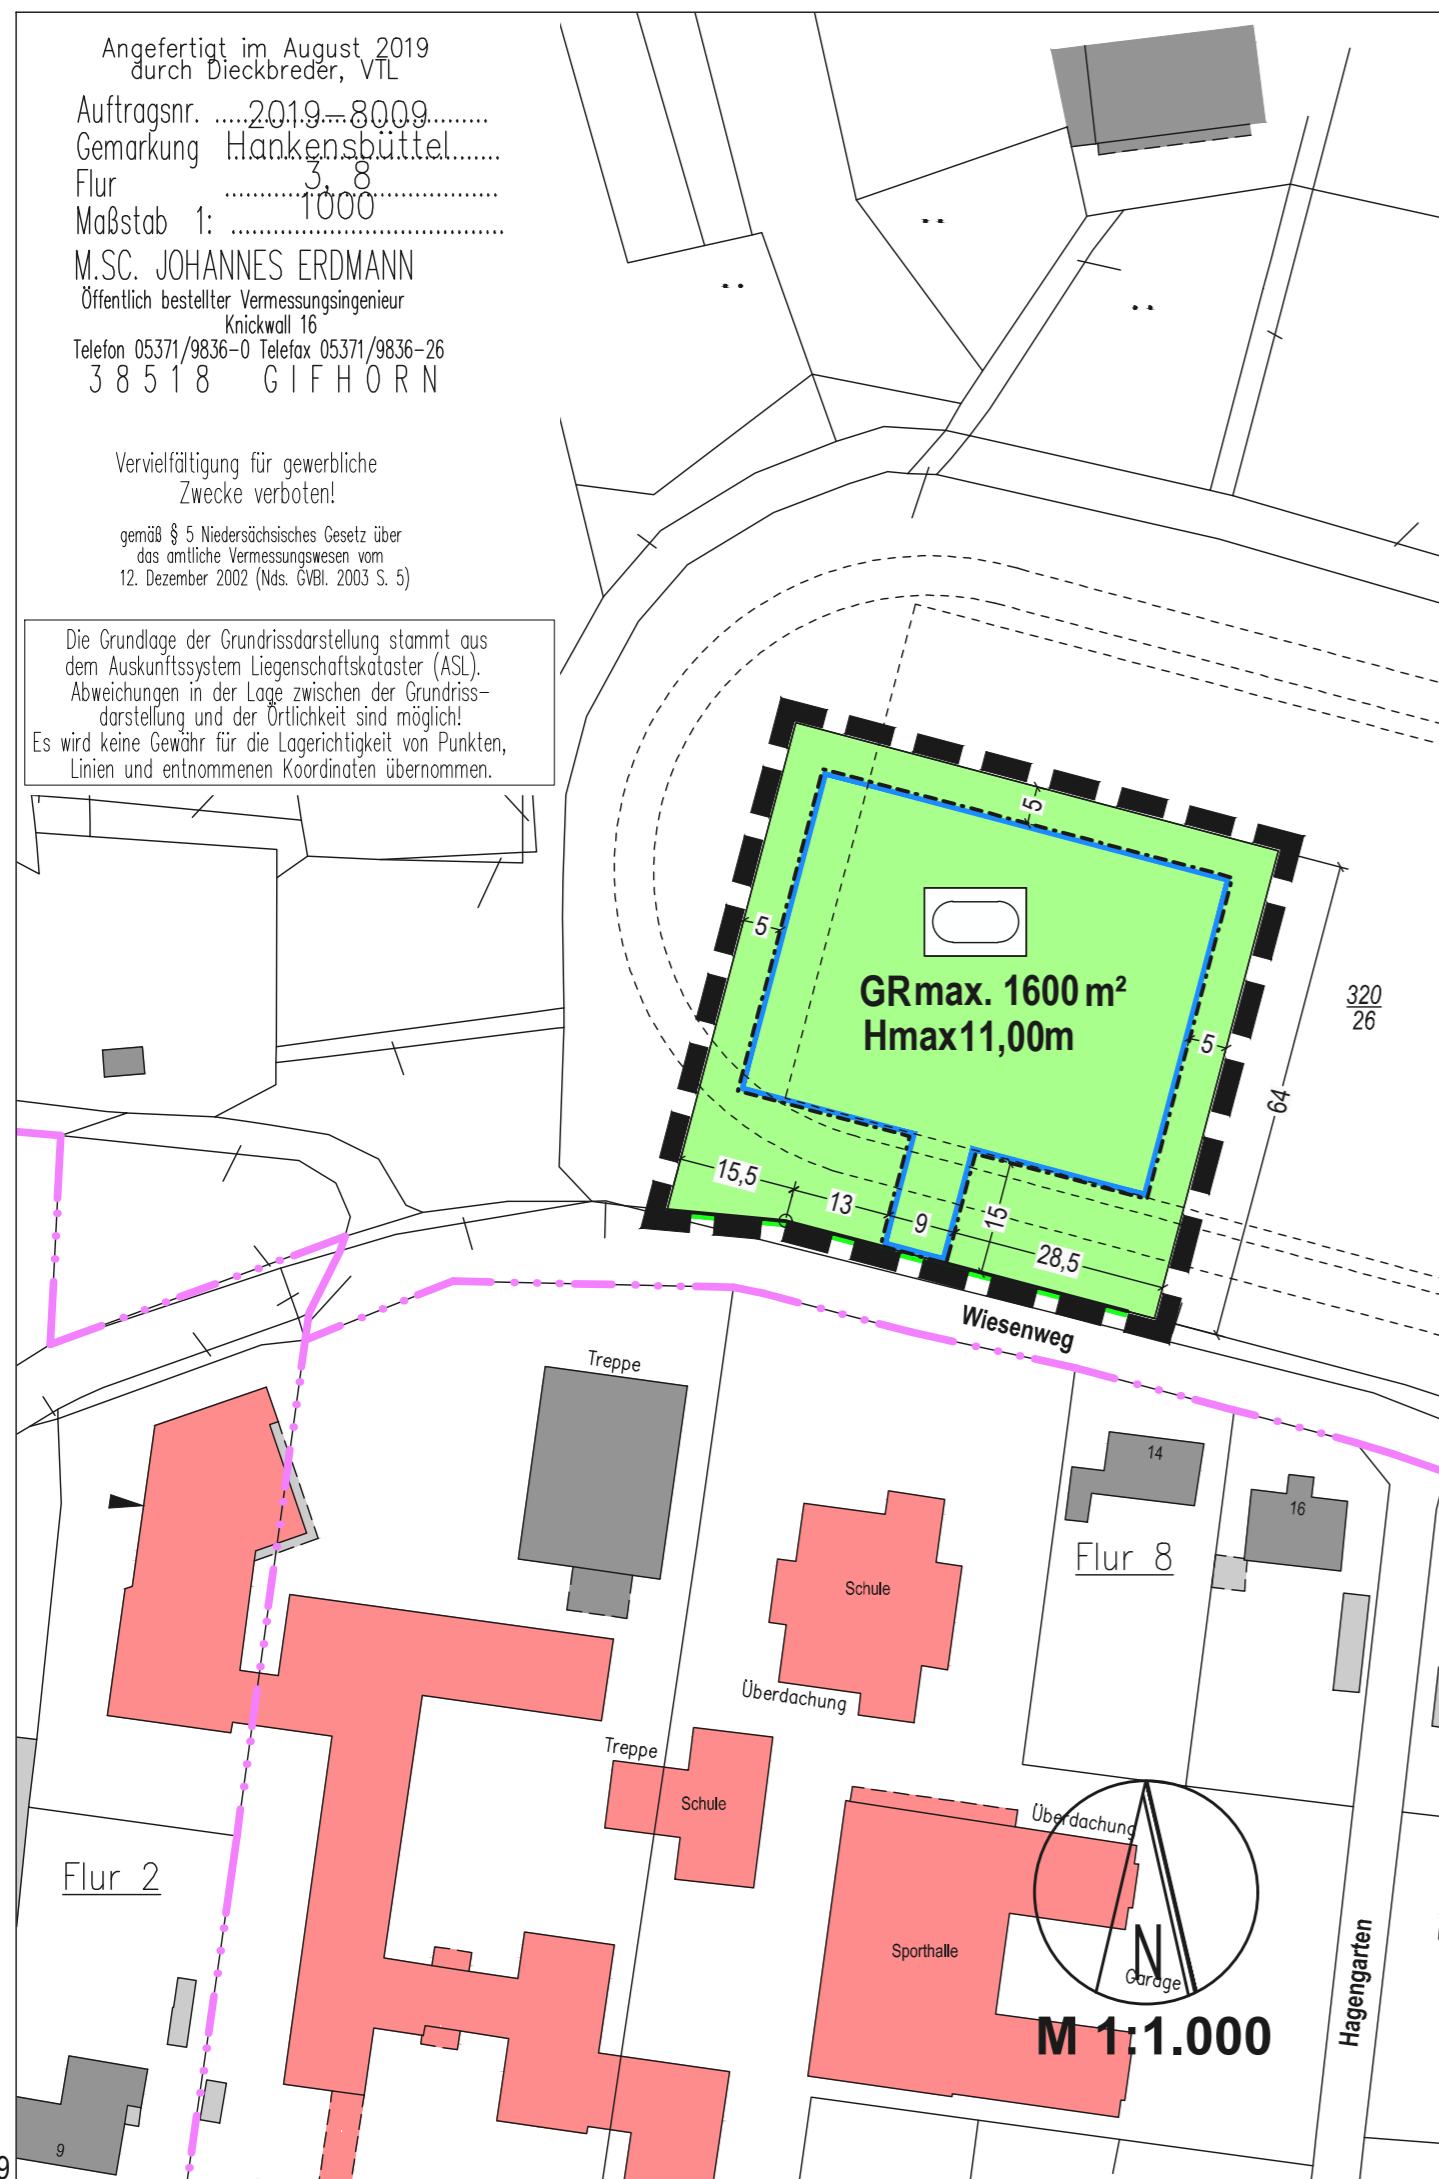 Angefertigt im August 2019
durch Dieckbreder, VTL
Auftragsnr. 2019-8009
Gemarkung Hankensbüttel
Flur 3, 8
Maßstab 1: 1000
M.SC. JOHANNES ERDMANN
Öffentlich bestellter Vermessungsingenieur
Knickwall 16
Telefon 05371/9836-0 Telefax 05371/9836-26
38518 GIFHORN
Vervielfältigung für gewerbliche
Zwecke verboten!
gemäß § 5 Niedersächsisches Gesetz über
das amtliche Vermessungswesen vom
12. Dezember 2002 (Nds. GVBl. 2003 S. 5)
Die Grundlage der Grundrissdarstellung stammt aus
dem Auskunftssystem Liegenschaftskataster (ASL).
Abweichungen in der Lage zwischen der Grundriss-
darstellung und der Örtlichkeit sind möglich!
Es wird keine Gewähr für die Lagerichtigkeit von Punkten,
Linien und entnommenen Koordinaten übernommen.
5
5
GRmax. 1600 m²
Hmax11,00m
320
26
5
64
15,5
13
9
15
28,5
Wiesenweg
Treppe
14
16
Flur 8
Schule
Überdachung
Treppe
Schule
Überdachung
Flur 2
Sporthalle
N
Garage
M 1:1.000
Hagengarten
9
9